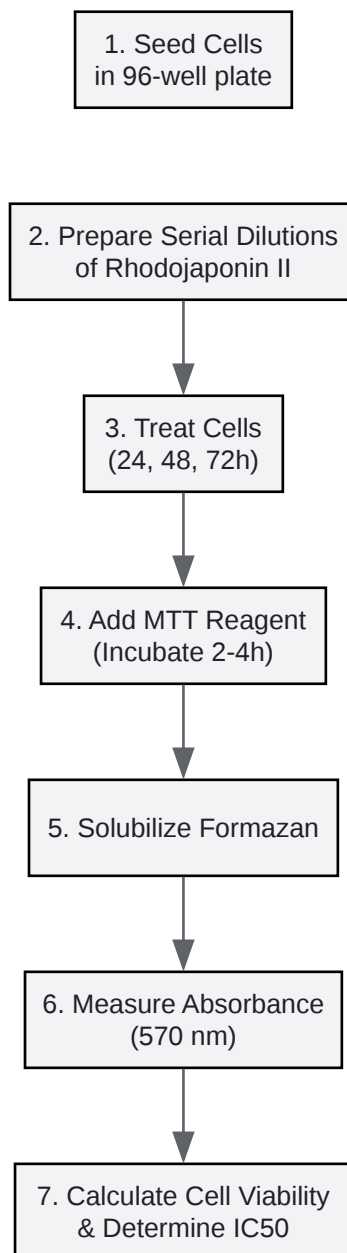 1. Seed Cells
in 96-well plate
2. Prepare Serial Dilutions
of Rhodojaponin II
3. Treat Cells
(24, 48, 72h)
4. Add MTT Reagent
(Incubate 2-4h)
5. Solubilize Formazan
6. Measure Absorbance
(570 nm)
7. Calculate Cell Viability
& Determine IC50